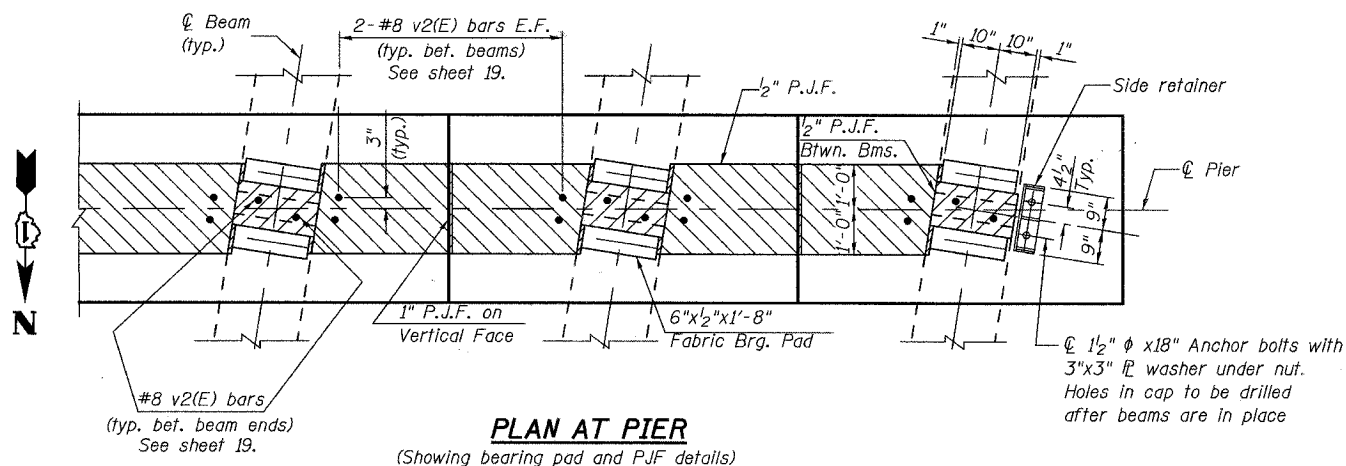 ℄ Beam
(typ.)
2-#8 v2(E) bars E.F.
(typ. bet. beams)
See sheet 19.
1"
10"
10"
1"
½" P.J.F.
Side retainer
3"
(typ.)
½" P.J.F.
Btwn. Bms.
4½"
Typ.
℄ Pier
1'-0"
1'-0"
9"
9"
N
1" P.J.F. on
Vertical Face
6"x½"x1'-8"
Fabric Brg. Pad
℄ 1½" ϕ x18" Anchor bolts with
3"x3" ⅊ washer under nut.
Holes in cap to be drilled
after beams are in place
#8 v2(E) bars
(typ. bet. beam ends)
See sheet 19.
PLAN AT PIER
(Showing bearing pad and PJF details)